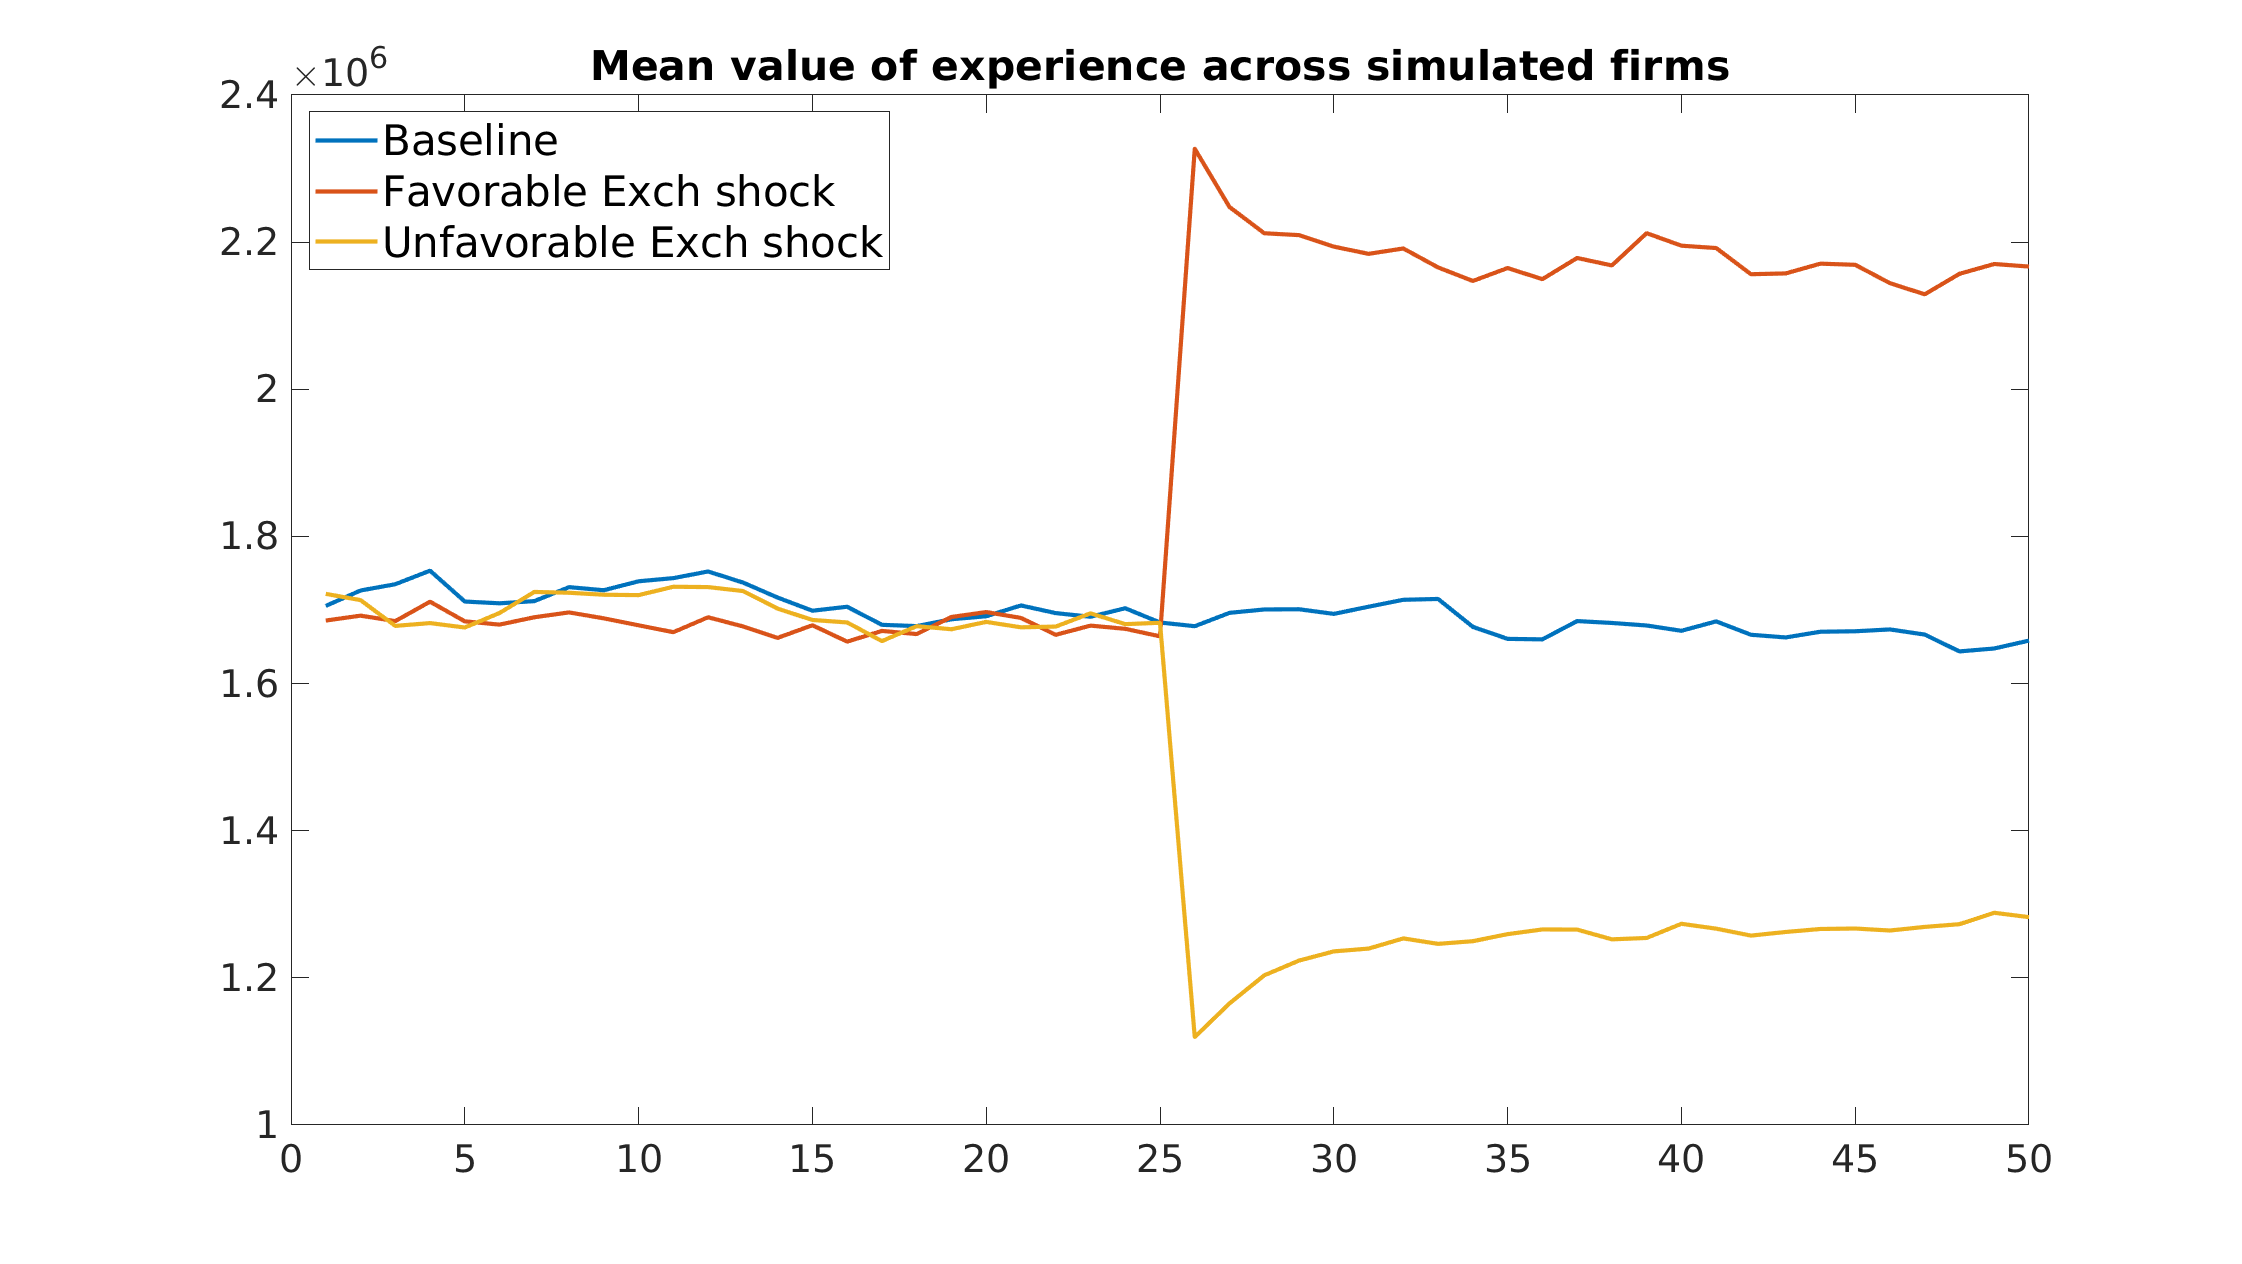 Mean value of experience across simulated firms
×10^6
2.4
2.2
2
1.8
1.6
1.4
1.2
1
Baseline
Favorable Exch shock
Unfavorable Exch shock
0 5 10 15 20 25 30 35 40 45 50